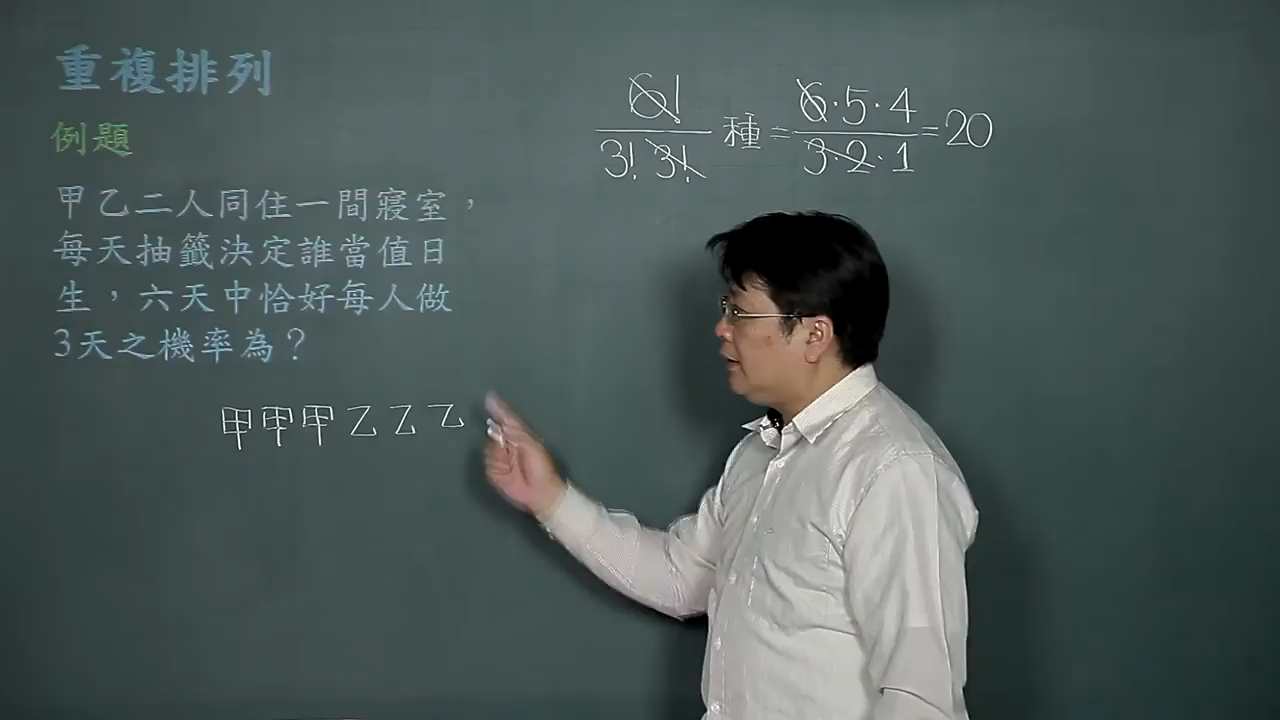 重複排列
例題
甲乙二人同住一間寢室，
每天抽籤決定誰當值日
生，六天中恰好每人做
3天之機率為？
甲甲甲乙乙乙
6!/3!3! 種 = 6·5·4/3·2·1 = 20